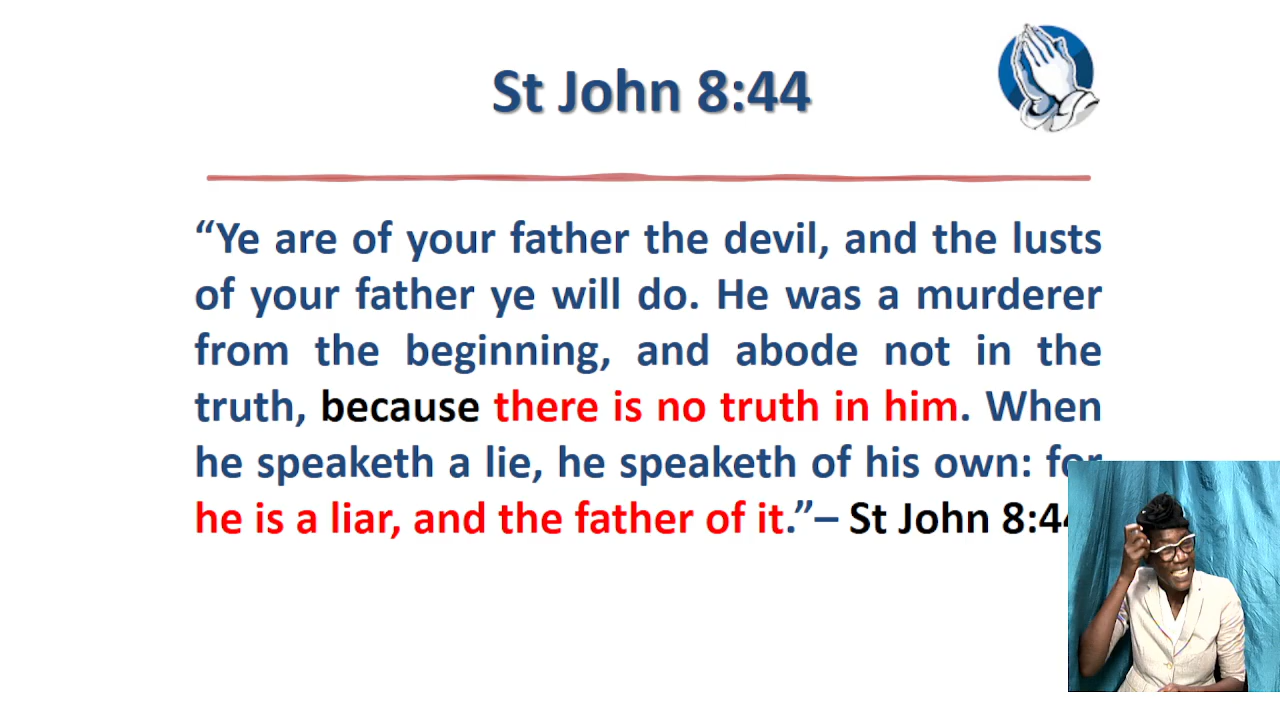 St John 8:44
“Ye are of your father the devil, and the lusts
of your father ye will do. He was a murderer
from the beginning, and abode not in the
truth, because there is no truth in him. When
he speaketh a lie, he speaketh of his own: for
he is a liar, and the father of it.”– St John 8:44